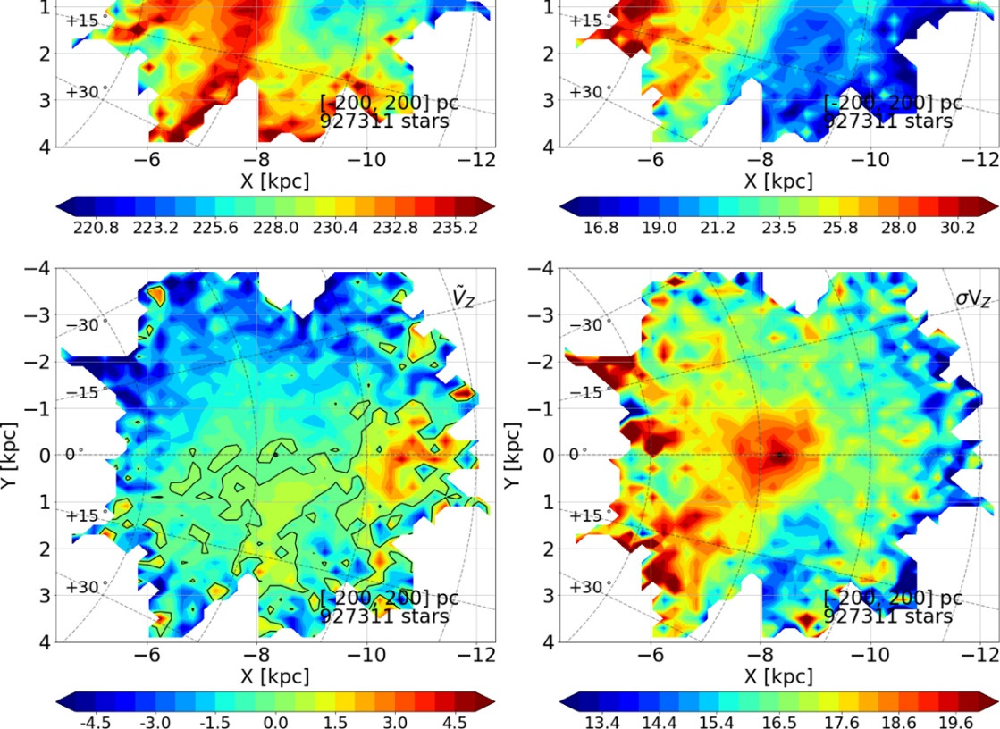 1
+15°
2
+30°
3
[-200, 200] pc
927311 stars
4
−6
−8
−10
−12
X [kpc]
220.8 223.2 225.6 228.0 230.4 232.8 235.2
1
+15°
2
+30°
3
[-200, 200] pc
927311 stars
4
−6
−8
−10
−12
X [kpc]
16.8 19.0 21.2 23.5 25.8 28.0 30.2
−4
ṼZ
−3
−30°
−2
−15°
−1
Y [kpc]
0
0°
1
+15°
2
+30°
3
[-200, 200] pc
927311 stars
4
−6
−8
−10
−12
X [kpc]
-4.5 -3.0 -1.5 0.0 1.5 3.0 4.5
−4
σVZ
−3
−30°
−2
−15°
−1
Y [kpc]
0
0°
1
+15°
2
+30°
3
[-200, 200] pc
927311 stars
4
−6
−8
−10
−12
X [kpc]
13.4 14.4 15.4 16.5 17.6 18.6 19.6